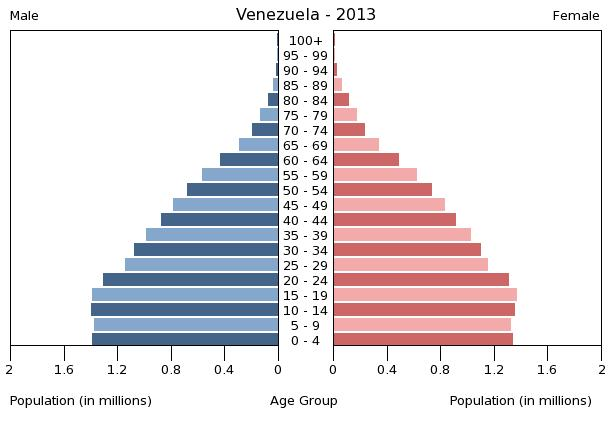 Venezuela - 2013
Male Female
100+
95 - 99
90 - 94
85 - 89
80 - 84
75 - 79
70 - 74
65 - 69
60 - 64
55 - 59
50 - 54
45 - 49
40 - 44
35 - 39
30 - 34
25 - 29
20 - 24
15 - 19
10 - 14
5 - 9
0 - 4
2 1.6 1.2 0.8 0.4 0 0 0.4 0.8 1.2 1.6 2
Population (in millions) Age Group Population (in millions)